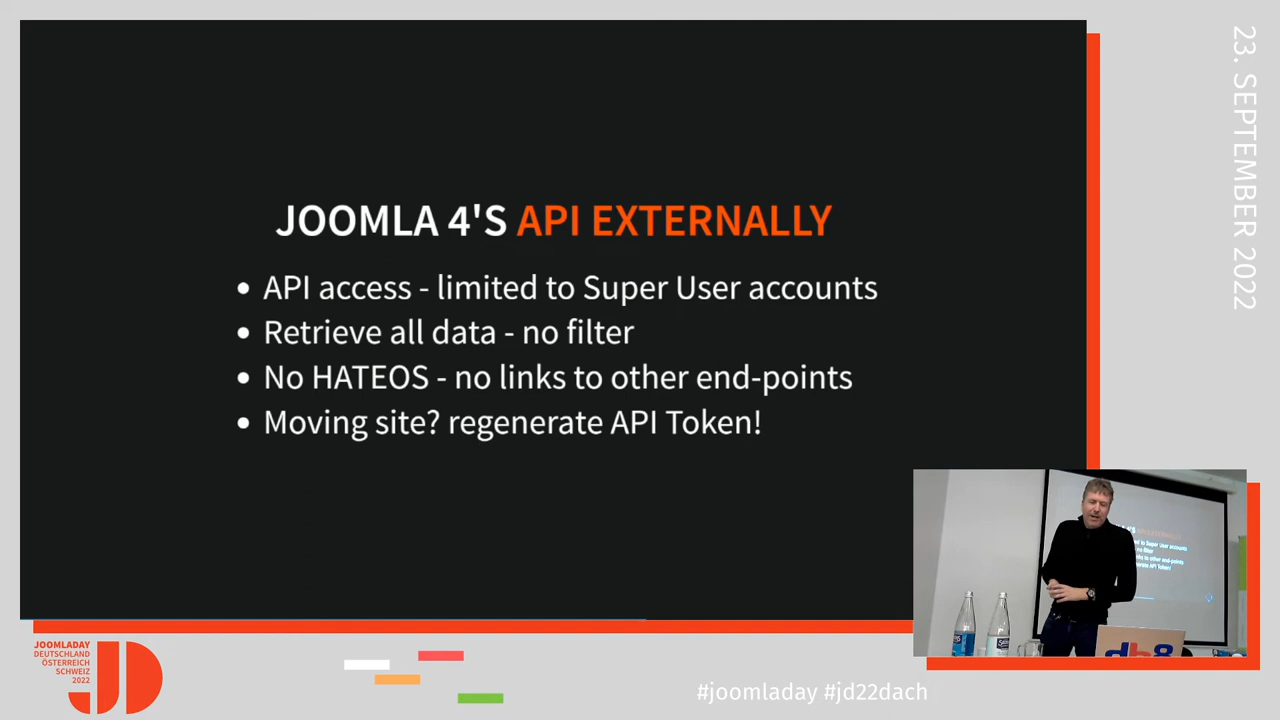 JOOMLA 4'S API EXTERNALLY
• API access - limited to Super User accounts
• Retrieve all data - no filter
• No HATEOS - no links to other end-points
• Moving site? regenerate API Token!
23. SEPTEMBER 2022
db8
JOOMLADAY
DEUTSCHLAND
ÖSTERREICH
SCHWEIZ
2022
JD
#joomladay #jd22dach